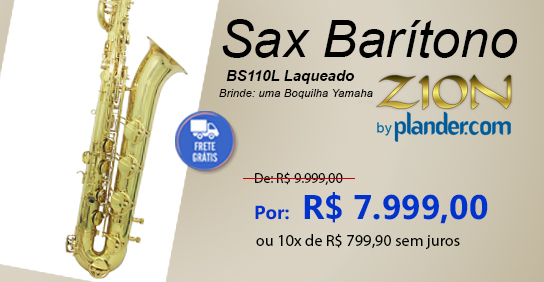 Sax Barítono
BS110L Laqueado
Brinde: uma Boquilha Yamaha
ZION
by plander.com
FRETE
GRÁTIS
De: R$ 9.999,00
Por: R$ 7.999,00
ou 10x de R$ 799,90 sem juros